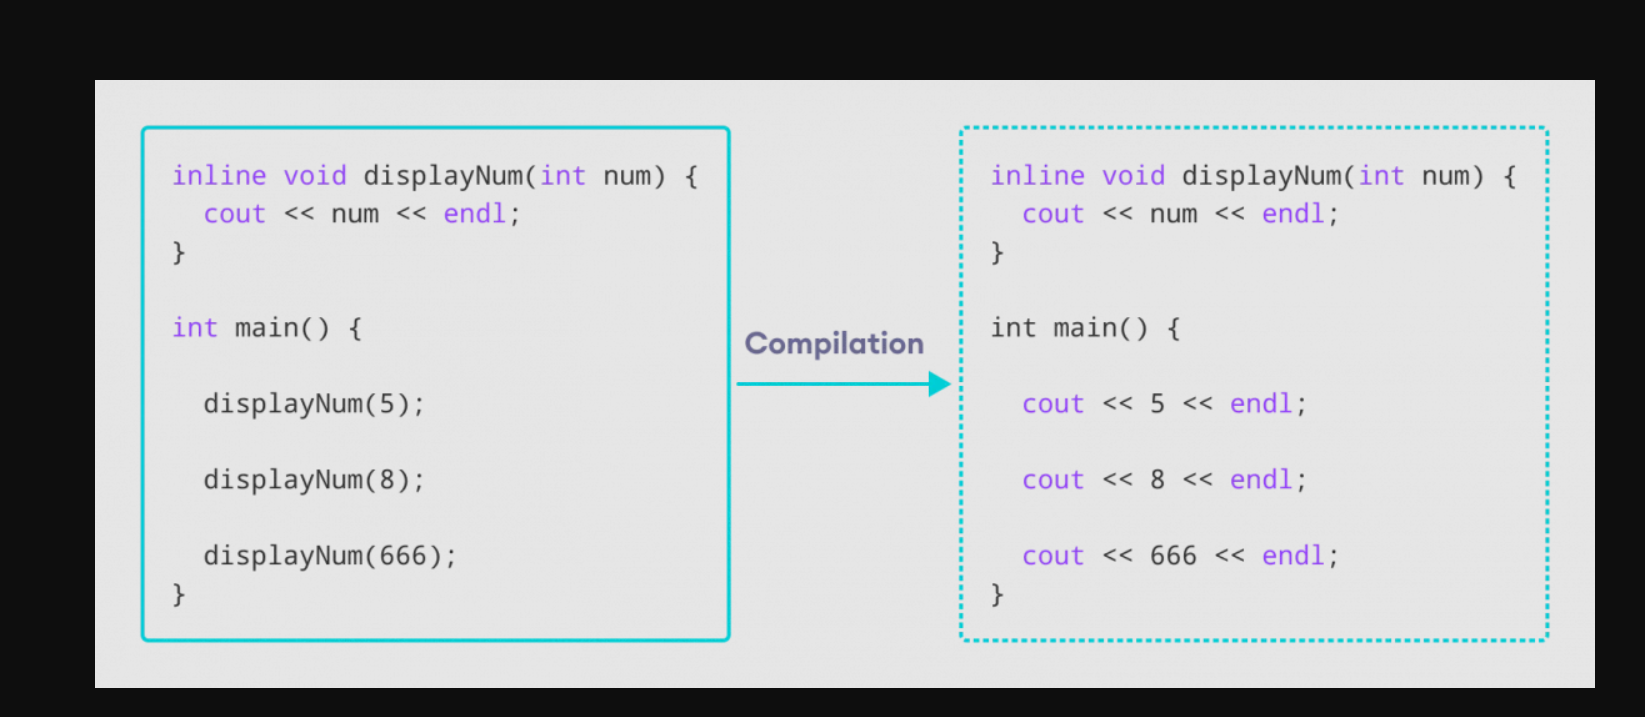 inline void displayNum(int num) {
  cout << num << endl;
}
int main() {
  displayNum(5);
  displayNum(8);
  displayNum(666);
}
Compilation
inline void displayNum(int num) {
  cout << num << endl;
}
int main() {
  cout << 5 << endl;
  cout << 8 << endl;
  cout << 666 << endl;
}